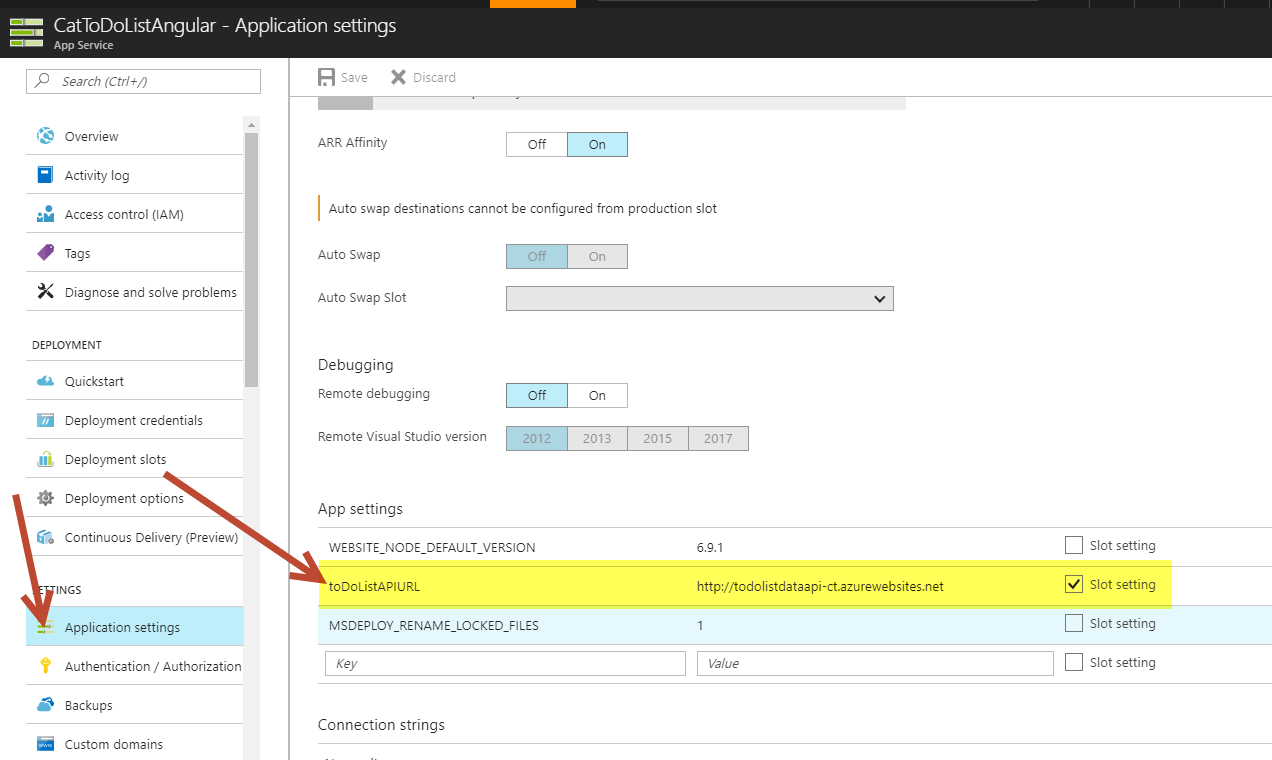 CatToDoListAngular - Application settings
App Service
Search (Ctrl+/)
Overview
Activity log
Access control (IAM)
Tags
Diagnose and solve problems
DEPLOYMENT
Quickstart
Deployment credentials
Deployment slots
Deployment options
Continuous Delivery (Preview)
SETTINGS
Application settings
Authentication / Authorization
Backups
Custom domains
Save Discard
ARR Affinity Off On
Auto swap destinations cannot be configured from production slot
Auto Swap Off On
Auto Swap Slot
Debugging
Remote debugging Off On
Remote Visual Studio version 2012 2013 2015 2017
App settings
WEBSITE_NODE_DEFAULT_VERSION 6.9.1 Slot setting
toDoListAPIURL http://todolistdataapi-ct.azurewebsites.net Slot setting
MSDEPLOY_RENAME_LOCKED_FILES 1 Slot setting
Key Value Slot setting
Connection strings